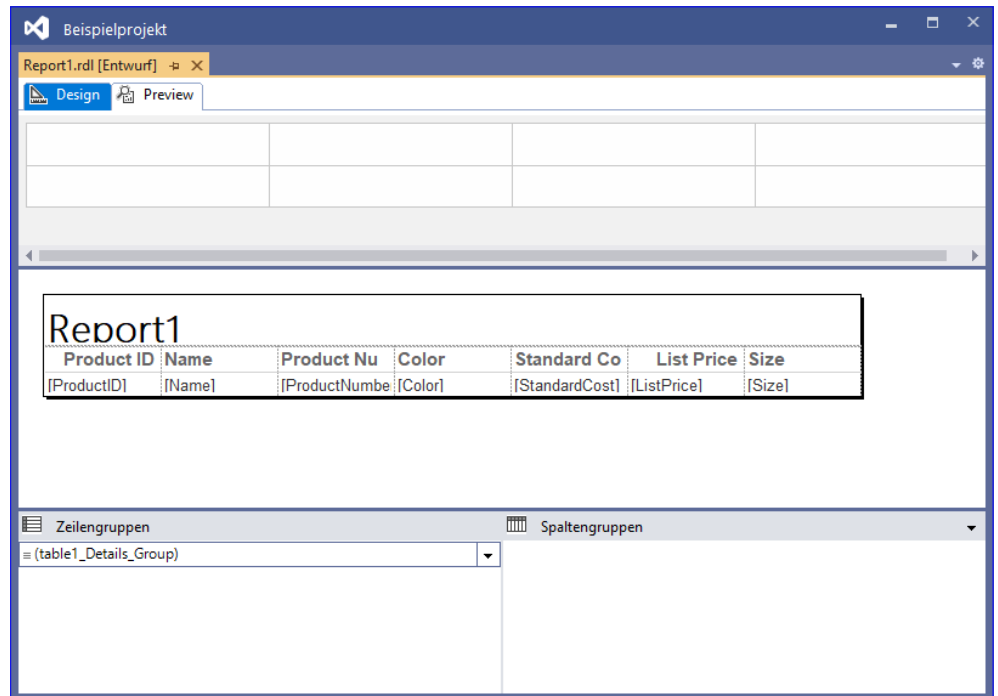 Beispielprojekt
Report1.rdl [Entwurf]
Design Preview
Report1
Product ID Name Product Nu Color Standard Co List Price Size
[ProductID] [Name] [ProductNumbe [Color] [StandardCost] [ListPrice] [Size]
Zeilengruppen Spaltengruppen
(table1_Details_Group)